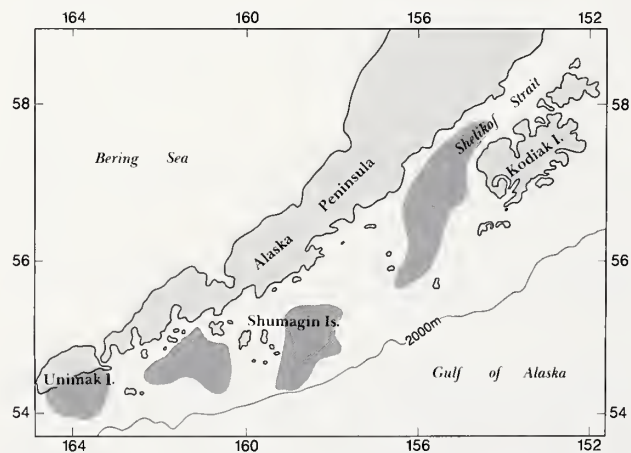 164 160 156 152
58 58
Shelikof Strait
Kodiak I.
Bering Sea
Alaska Peninsula
56 56
Shumagin Is.
2000m
Unimak I.
Gulf of Alaska
54 54
164 160 156 152